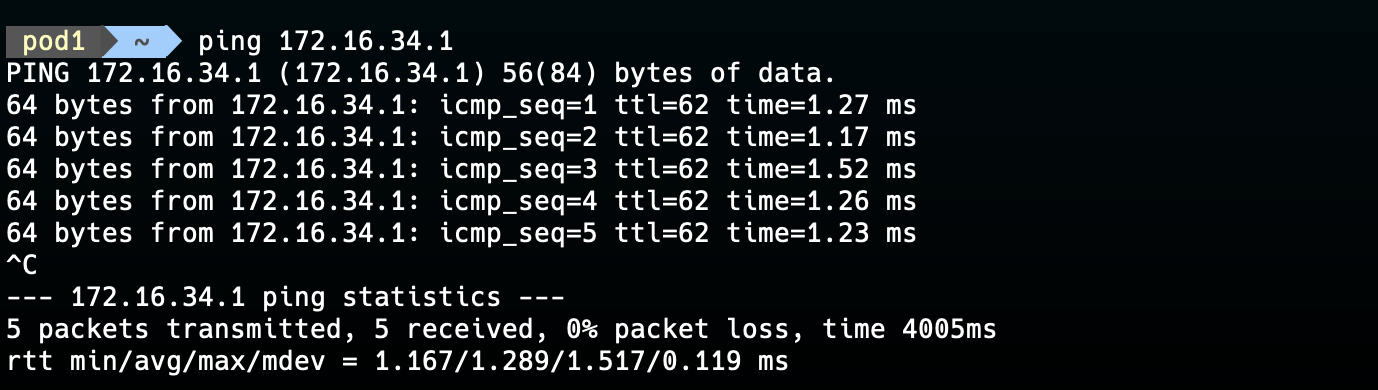 pod1 ~ ping 172.16.34.1
PING 172.16.34.1 (172.16.34.1) 56(84) bytes of data.
64 bytes from 172.16.34.1: icmp_seq=1 ttl=62 time=1.27 ms
64 bytes from 172.16.34.1: icmp_seq=2 ttl=62 time=1.17 ms
64 bytes from 172.16.34.1: icmp_seq=3 ttl=62 time=1.52 ms
64 bytes from 172.16.34.1: icmp_seq=4 ttl=62 time=1.26 ms
64 bytes from 172.16.34.1: icmp_seq=5 ttl=62 time=1.23 ms
^C
--- 172.16.34.1 ping statistics ---
5 packets transmitted, 5 received, 0% packet loss, time 4005ms
rtt min/avg/max/mdev = 1.167/1.289/1.517/0.119 ms